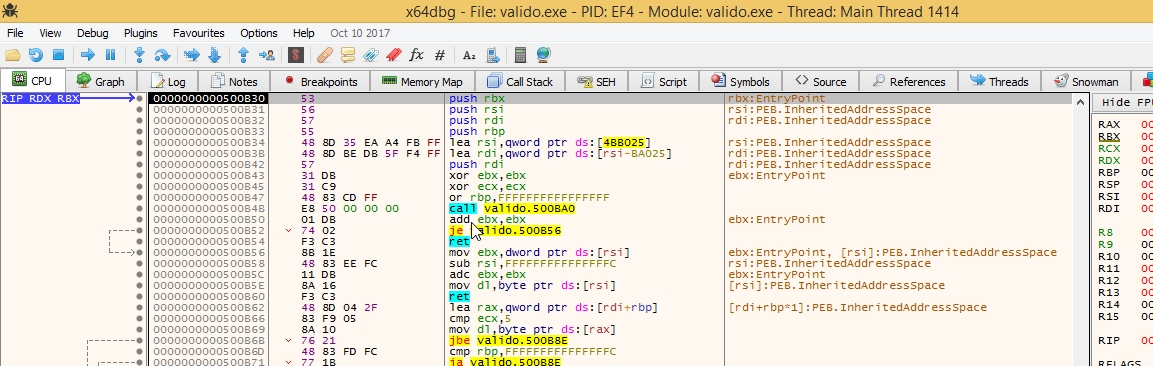 x64dbg - File: valido.exe - PID: EF4 - Module: valido.exe - Thread: Main Thread 1414
File View Debug Plugins Favourites Options Help Oct 10 2017
CPU Graph Log Notes Breakpoints Memory Map Call Stack SEH Script Symbols Source References Threads Snowman
RIP RDX RBX 0000000000500B30 53 push rbx rbx:EntryPoint Hide FPU
0000000000500B31 56 push rsi rsi:PEB.InheritedAddressSpace
0000000000500B32 57 push rdi rdi:PEB.InheritedAddressSpace RAX 00
0000000000500B33 55 push rbp RBX 00
0000000000500B34 48 8D 35 EA A4 FB FF lea rsi,qword ptr ds:[4BB025] rsi:PEB.InheritedAddressSpace RCX 00
0000000000500B3B 48 8D BE DB 5F F4 FF lea rdi,qword ptr ds:[rsi-BA025] rdi:PEB.InheritedAddressSpace RDX 00
0000000000500B42 57 push rdi rdi:PEB.InheritedAddressSpace RBP 00
0000000000500B43 31 DB xor ebx,ebx ebx:EntryPoint RSP 00
0000000000500B45 31 C9 xor ecx,ecx RSI 00
0000000000500B47 48 83 CD FF or rbp,FFFFFFFFFFFFFFFF RDI 00
0000000000500B4B E8 50 00 00 00 call valido.500BA0
0000000000500B50 01 DB add ebx,ebx ebx:EntryPoint
0000000000500B52 74 02 je valido.500B56 R8 00
0000000000500B54 F3 C3 ret R9 00
0000000000500B56 8B 1E mov ebx,dword ptr ds:[rsi] ebx:EntryPoint, [rsi]:PEB.InheritedAddressSpace R10 00
0000000000500B58 48 83 EE FC sub rsi,FFFFFFFFFFFFFFFC rsi:PEB.InheritedAddressSpace R11 00
0000000000500B5C 11 DB adc ebx,ebx ebx:EntryPoint R12 00
0000000000500B5E 8A 16 mov dl,byte ptr ds:[rsi] [rsi]:PEB.InheritedAddressSpace R13 00
0000000000500B60 F3 C3 ret R14 00
0000000000500B62 48 8D 04 2F lea rax,qword ptr ds:[rdi+rbp] [rdi+rbp*1]:PEB.InheritedAddressSpace R15 00
0000000000500B66 83 F9 05 cmp ecx,5
0000000000500B69 8A 10 mov dl,byte ptr ds:[rax] RIP 00
0000000000500B6B 76 21 jbe valido.500B8E
0000000000500B6D 48 83 FD FC cmp rbp,FFFFFFFFFFFFFFFC RFLAGS
0000000000500B71 77 1B ja valido.500B8E